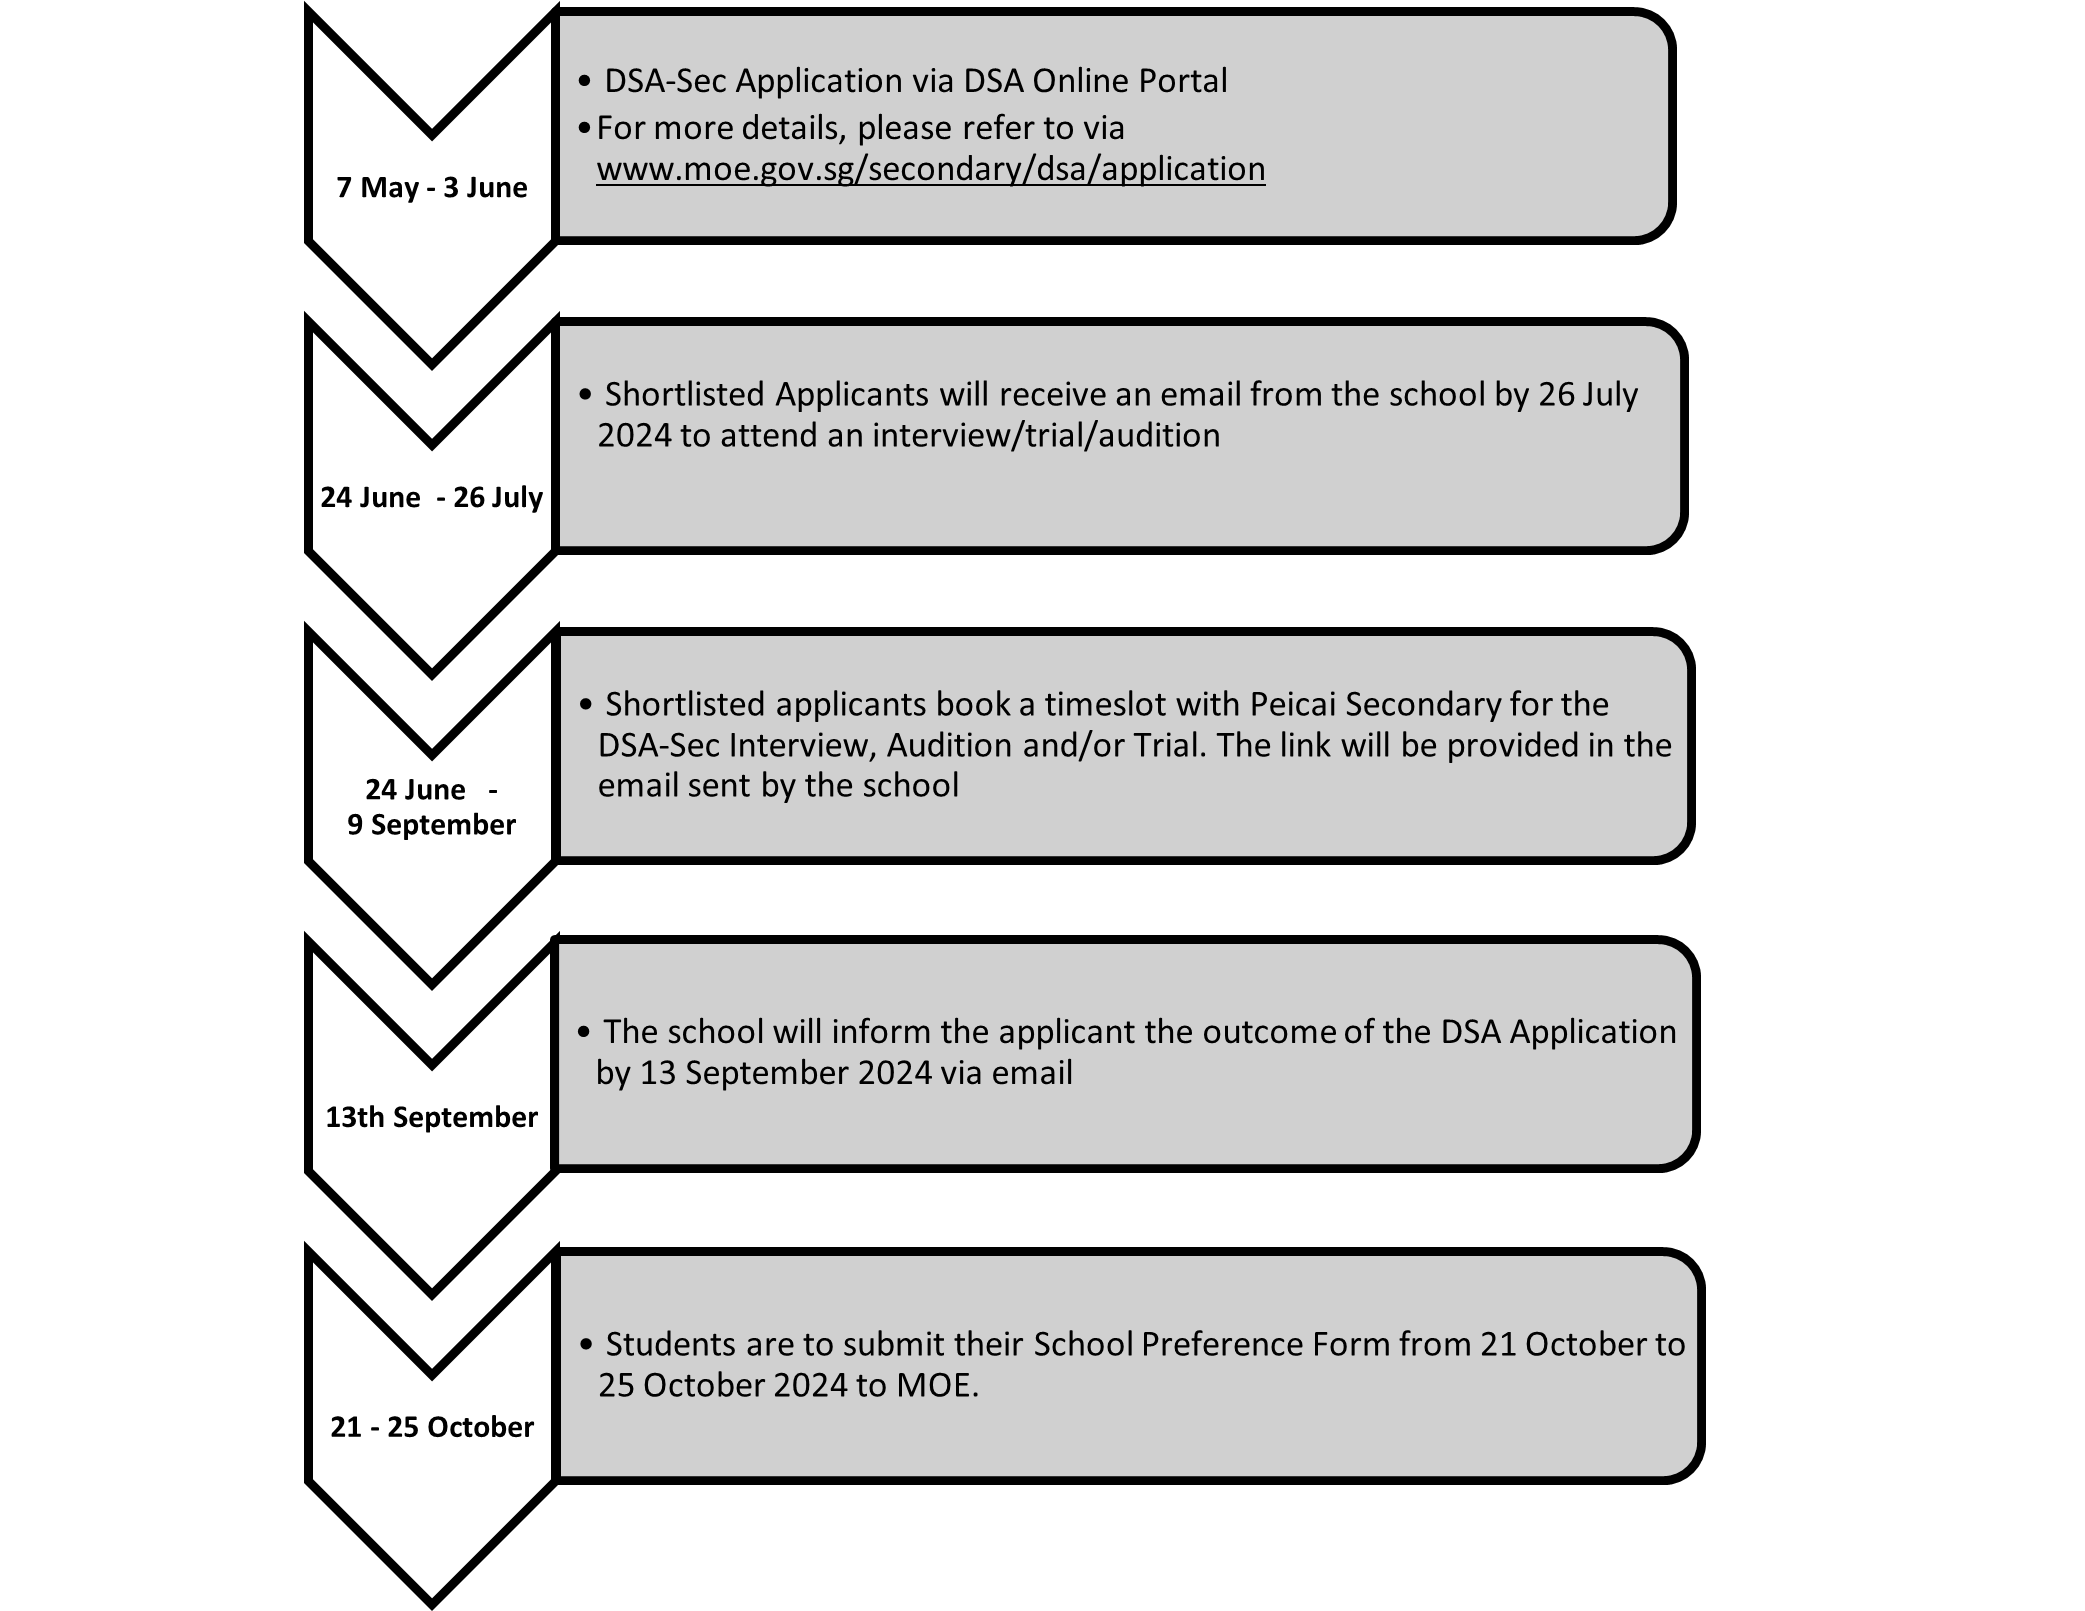 • DSA-Sec Application via DSA Online Portal
• For more details, please refer to via
www.moe.gov.sg/secondary/dsa/application
7 May - 3 June
• Shortlisted Applicants will receive an email from the school by 26 July
2024 to attend an interview/trial/audition
24 June - 26 July
• Shortlisted applicants book a timeslot with Peicai Secondary for the
DSA-Sec Interview, Audition and/or Trial. The link will be provided in the
email sent by the school
24 June -
9 September
• The school will inform the applicant the outcome of the DSA Application
by 13 September 2024 via email
13th September
• Students are to submit their School Preference Form from 21 October to
25 October 2024 to MOE.
21 - 25 October